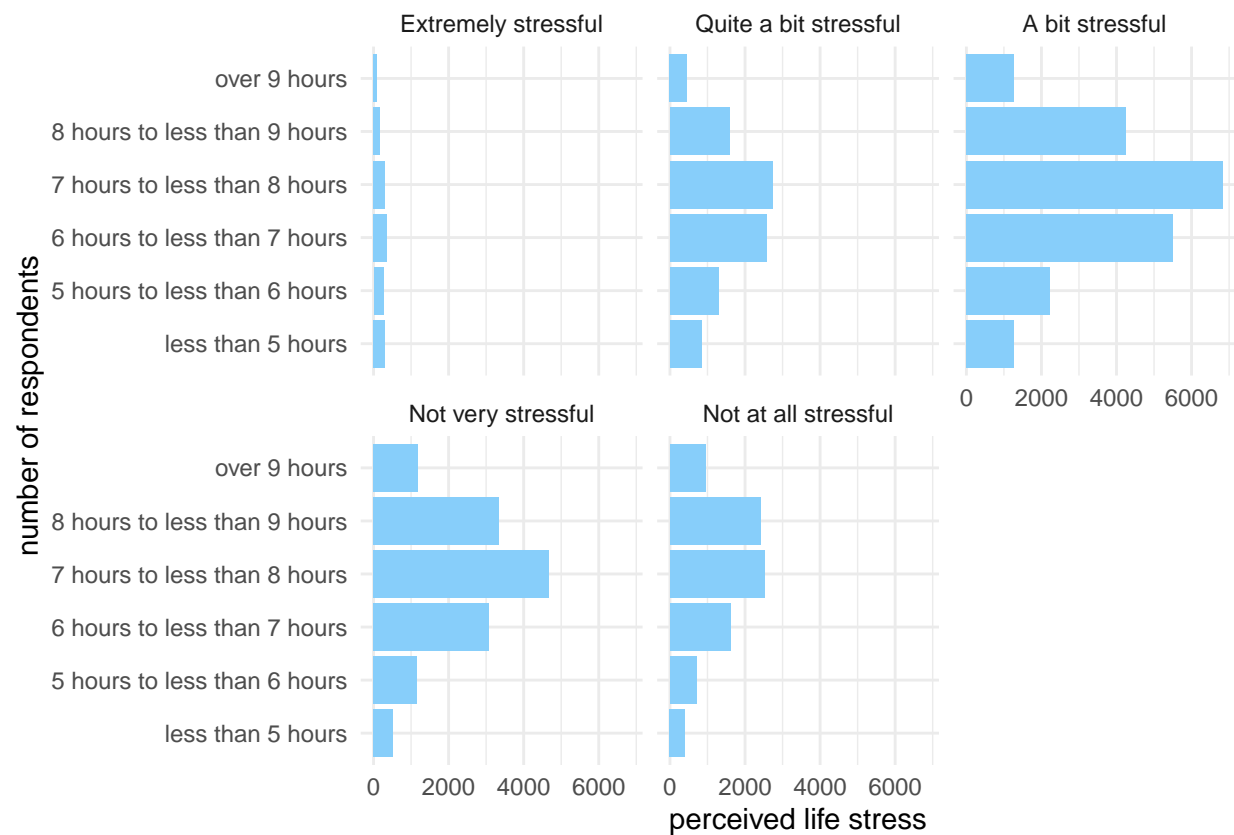 Extremely stressful
Quite a bit stressful
A bit stressful
over 9 hours
8 hours to less than 9 hours
7 hours to less than 8 hours
6 hours to less than 7 hours
5 hours to less than 6 hours
less than 5 hours
0 2000 4000 6000
Not very stressful
Not at all stressful
over 9 hours
8 hours to less than 9 hours
7 hours to less than 8 hours
6 hours to less than 7 hours
5 hours to less than 6 hours
less than 5 hours
0 2000 4000 6000
0 2000 4000 6000
perceived life stress
number of respondents